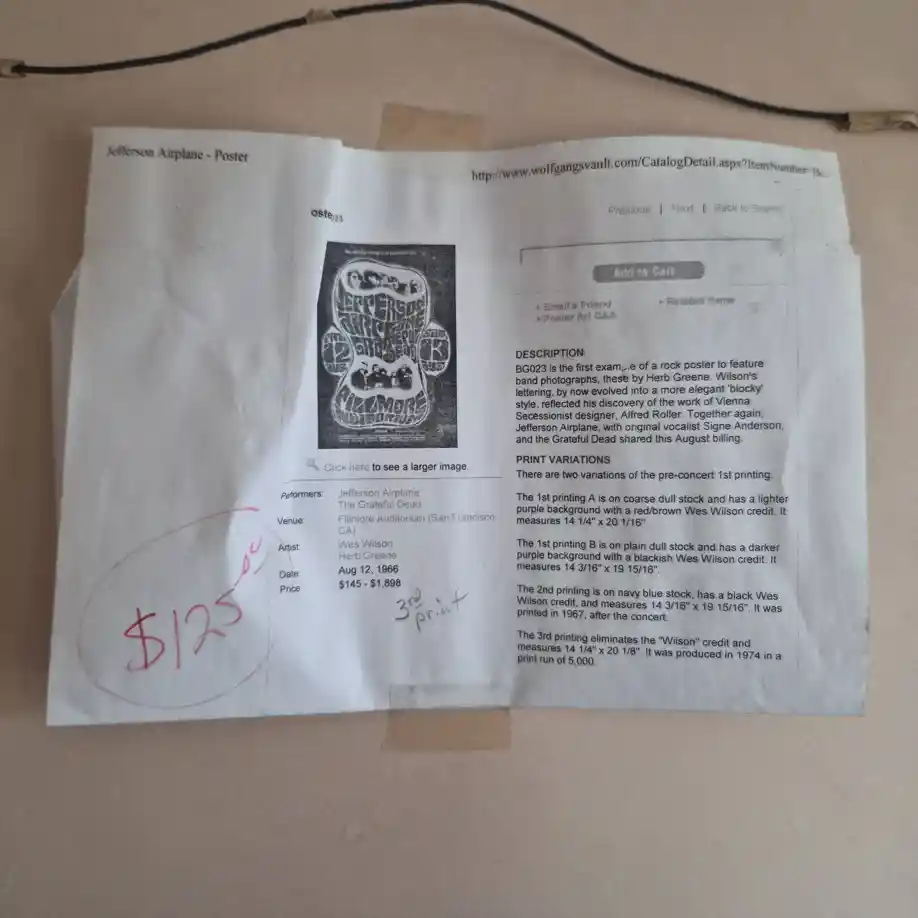 Jefferson Airplane - Poster
http://www.wolfgangsvault.com/CatalogDetail.aspx?ItemNumber
Previous | Next | Back to
oste
Add to Cart
• Email a Friend
• Related Items
• Poster Art Q&A
JEFFERSON
AIRPLANE
12
13
FILLMORE
AUDITORIUM
Click here to see a larger image
Performers: Jefferson Airplane
The Grateful Dead
Venue: Fillmore Auditorium (San Francisco,
CA)
Artist: Wes Wilson
Herb Greene
Date: Aug 12, 1966
Price $145 - $1,898
3rd
print
$125.00
DESCRIPTION
BG023 is the first exam e of a rock poster to feature
band photographs, these by Herb Greene. Wilson's
lettering, by now evolved into a more elegant 'blocky'
style, reflected his discovery of the work of Vienna
Secessionist designer, Alfred Roller. Together again,
Jefferson Airplane, with original vocalist Signe Anderson,
and the Grateful Dead shared this August billing.
PRINT VARIATIONS
There are two variations of the pre-concert 1st printing.
The 1st printing A is on coarse dull stock and has a lighter
purple background with a red/brown Wes Wilson credit. It
measures 14 1/4" x 20 1/16"
The 1st printing B is on plain dull stock and has a darker
purple background with a blackish Wes Wilson credit. It
measures 14 3/16" x 19 15/16".
The 2nd printing is on navy blue stock, has a black Wes
Wilson credit, and measures 14 3/16" x 19 15/16". It was
printed in 1967, after the concert.
The 3rd printing eliminates the "Wilson" credit and
measures 14 1/4" x 20 1/8" It was produced in 1974 in a
print run of 5,000.